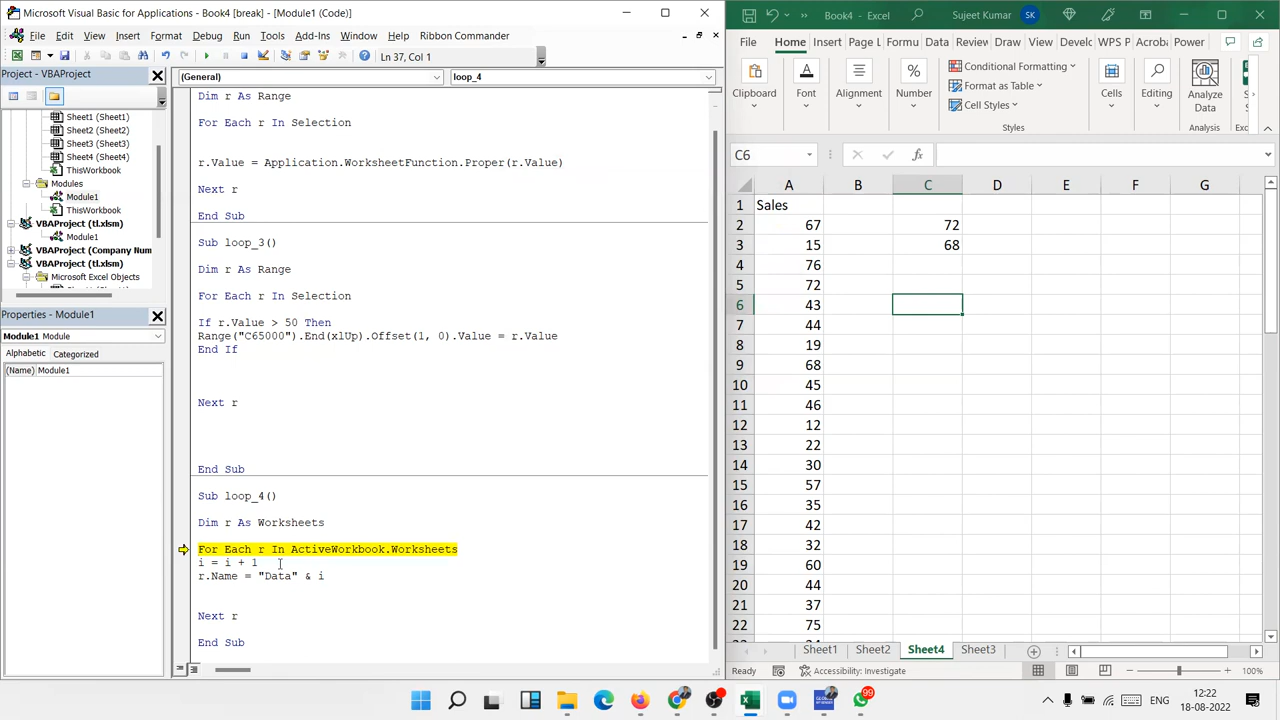 Microsoft Visual Basic for Applications - Book4 [break] - [Module1 (Code)]
File Edit View Insert Format Debug Run Tools Add-Ins Window Help Ribbon Commander
Ln 37, Col 1
Project - VBAProject
Sheet1 (Sheet1)
Sheet2 (Sheet2)
Sheet3 (Sheet3)
Sheet4 (Sheet4)
ThisWorkbook
Modules
Module1
ThisWorkbook
VBAProject (tl.xlsm)
Module1
VBAProject (Company Num
VBAProject (tl.xlsm)
Microsoft Excel Objects
Properties - Module1
Module1 Module
Alphabetic Categorized
(Name) Module1
(General)
loop_4
Dim r As Range
For Each r In Selection
r.Value = Application.WorksheetFunction.Proper(r.Value)
Next r
End Sub
Sub loop_3()
Dim r As Range
For Each r In Selection
If r.Value > 50 Then
Range("C65000").End(xlUp).Offset(1, 0).Value = r.Value
End If
Next r
End Sub
Sub loop_4()
Dim r As Worksheets
For Each r In ActiveWorkbook.Worksheets
i = i + 1
r.Name = "Data" & i
Next r
End Sub
Book4 - Excel
Sujeet Kumar SK
File Home Insert Page L Formu Data Review Draw View Develo WPS P Acroba Power
Clipboard
Font
Alignment
Number
Conditional Formatting
Format as Table
Cell Styles
Styles
Cells
Editing
Analyze Data
Analysis
C6
A B C D E F G
1 Sales
2 67 72
3 15 68
4 76
5 72
6 43
7 44
8 19
9 68
10 45
11 46
12 12
13 22
14 30
15 57
16 35
17 42
18 32
19 60
20 44
21 37
22 75
Sheet1 Sheet2 Sheet4 Sheet3
Ready
Accessibility: Investigate
100%
99
ENG
12:22
18-08-2022